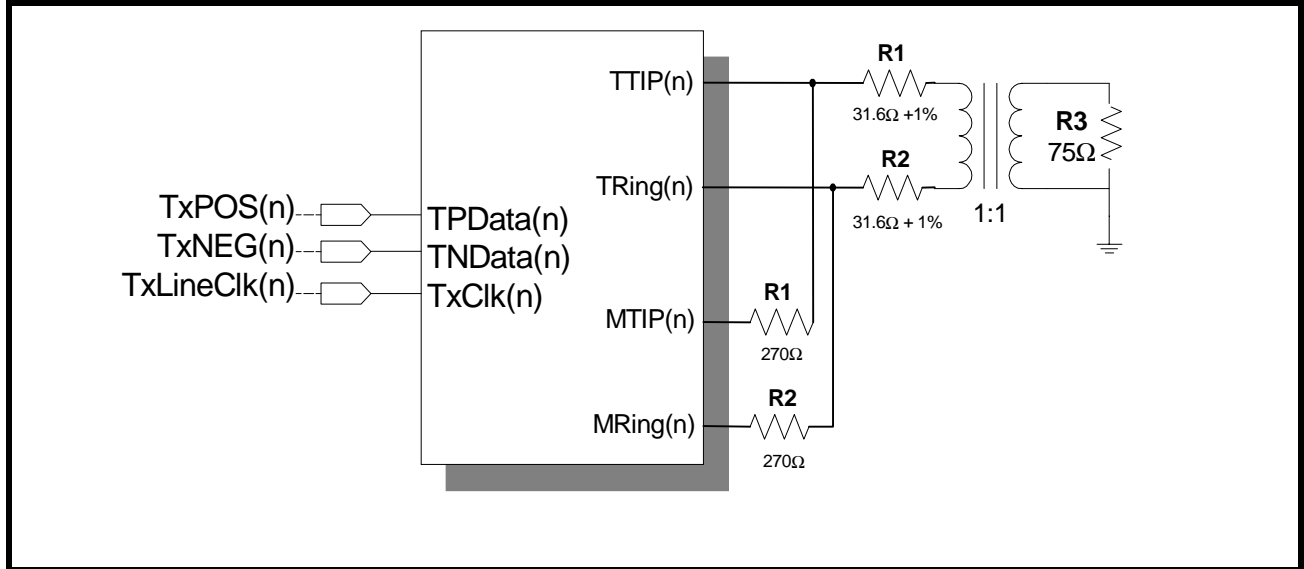 TTIP(n)
R1
31.6Ω +1%
R3
75Ω
R2
TRing(n)
31.6Ω + 1%
1:1
TxPOS(n)
TPData(n)
TxNEG(n)
TNData(n)
TxLineClk(n)
TxClk(n)
R1
MTIP(n)
270Ω
R2
MRing(n)
270Ω